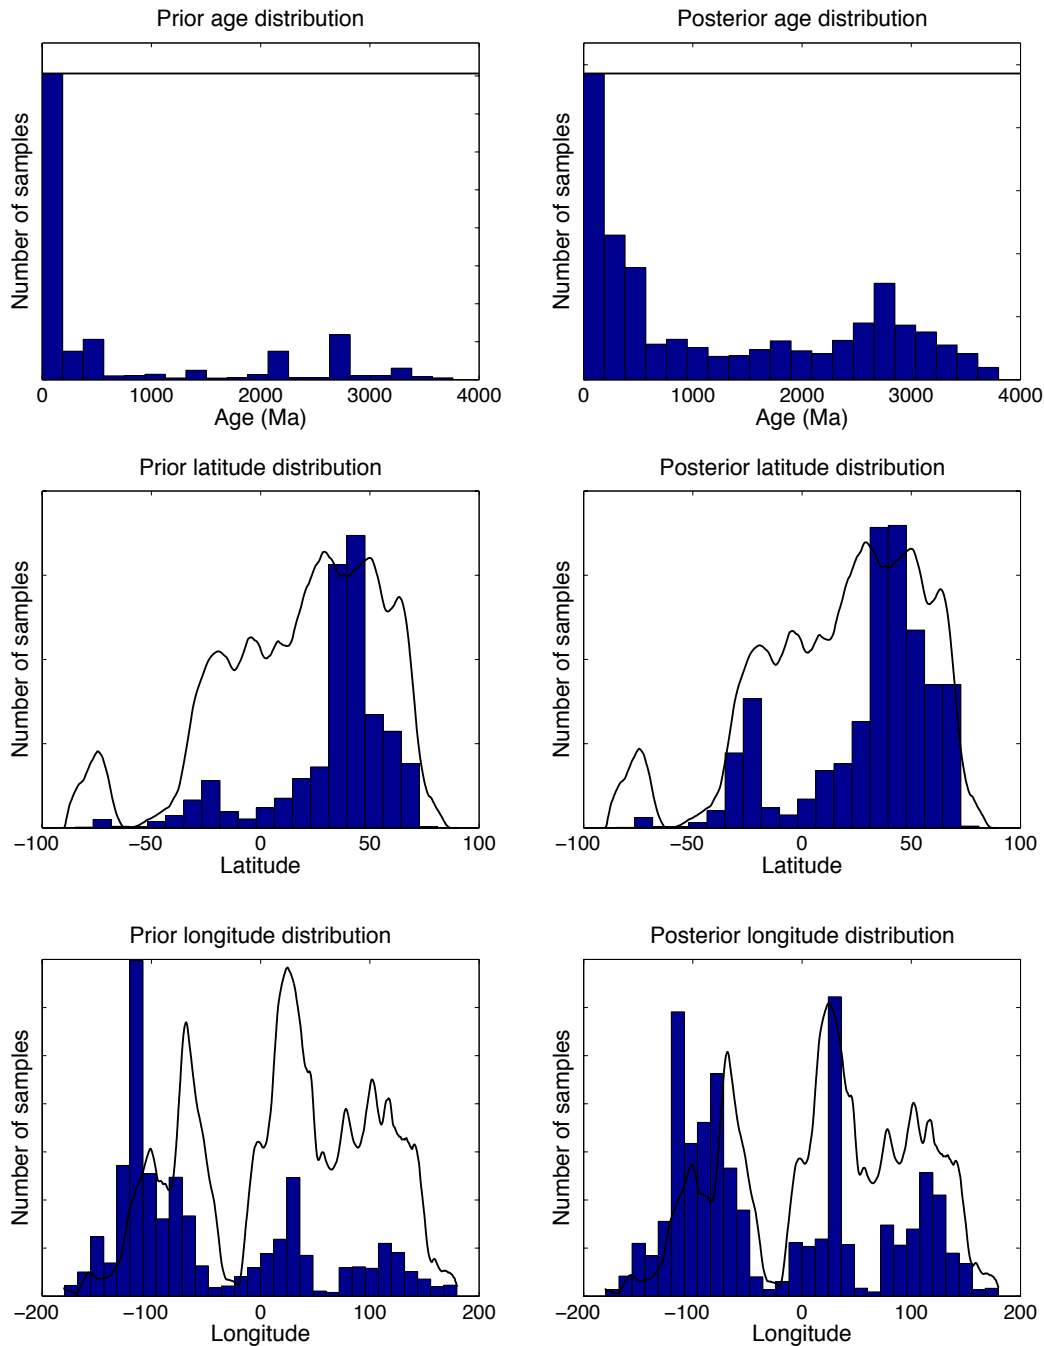 Prior age distribution
Posterior age distribution
Number of samples
Number of samples
0 1000 2000 3000 4000
0 1000 2000 3000 4000
Age (Ma)
Age (Ma)
Prior latitude distribution
Posterior latitude distribution
Number of samples
Number of samples
−100 −50 0 50 100
−100 −50 0 50 100
Latitude
Latitude
Prior longitude distribution
Posterior longitude distribution
Number of samples
Number of samples
−200 −100 0 100 200
−200 −100 0 100 200
Longitude
Longitude